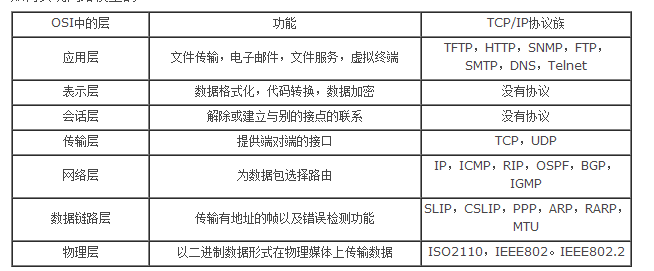 OSI中的层 功能 TCP/IP协议族
应用层 文件传输，电子邮件，文件服务，虚拟终端 TFTP，HTTP，SNMP，FTP，
SMTP，DNS，Telnet
表示层 数据格式化，代码转换，数据加密 没有协议
会话层 解除或建立与别的接点的联系 没有协议
传输层 提供端对端的接口 TCP，UDP
网络层 为数据包选择路由 IP，ICMP，RIP，OSPF，BGP，
IGMP
数据链路层 传输有地址的帧以及错误检测功能 SLIP，CSLIP，PPP，ARP，RARP，
MTU
物理层 以二进制数据形式在物理媒体上传输数据 ISO2110，IEEE802。IEEE802.2